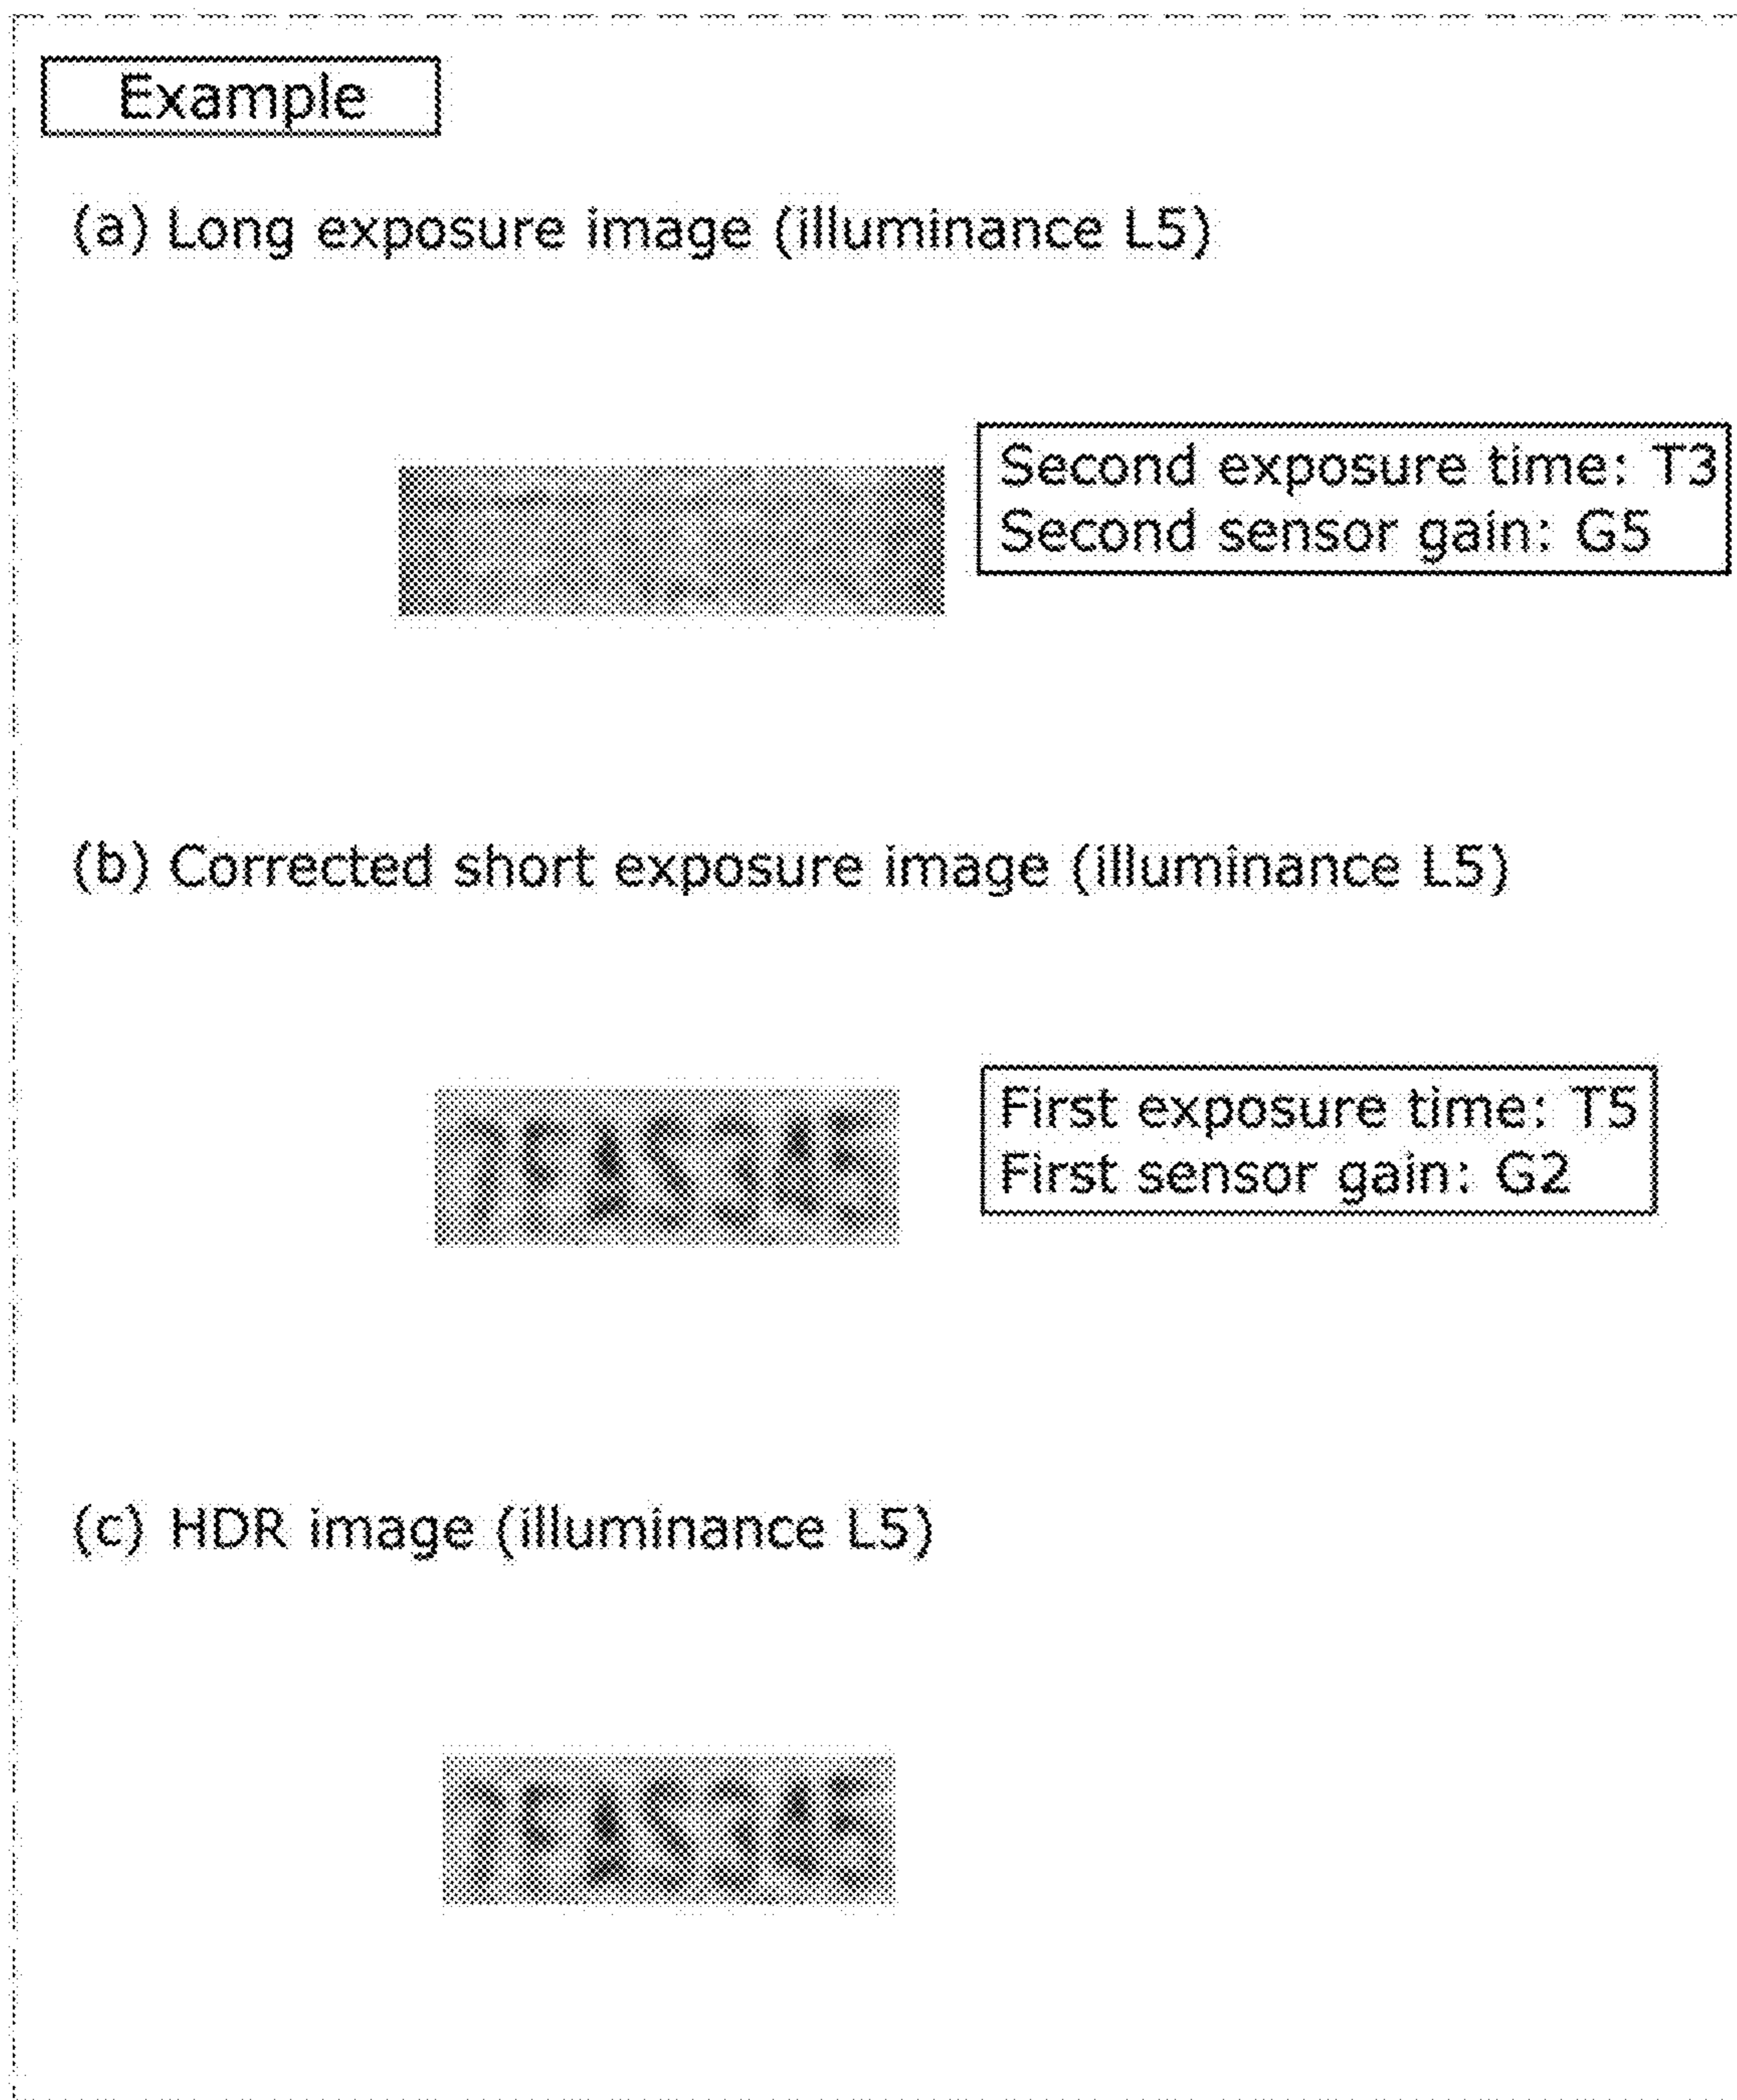 Example
(a) Long exposure image (illuminance L5)
Second exposure time: T3
Second sensor gain: G5
(b) Corrected short exposure image (illuminance L5)
First exposure time: T5
First sensor gain: G2
(c) HDR image (illuminance L5)